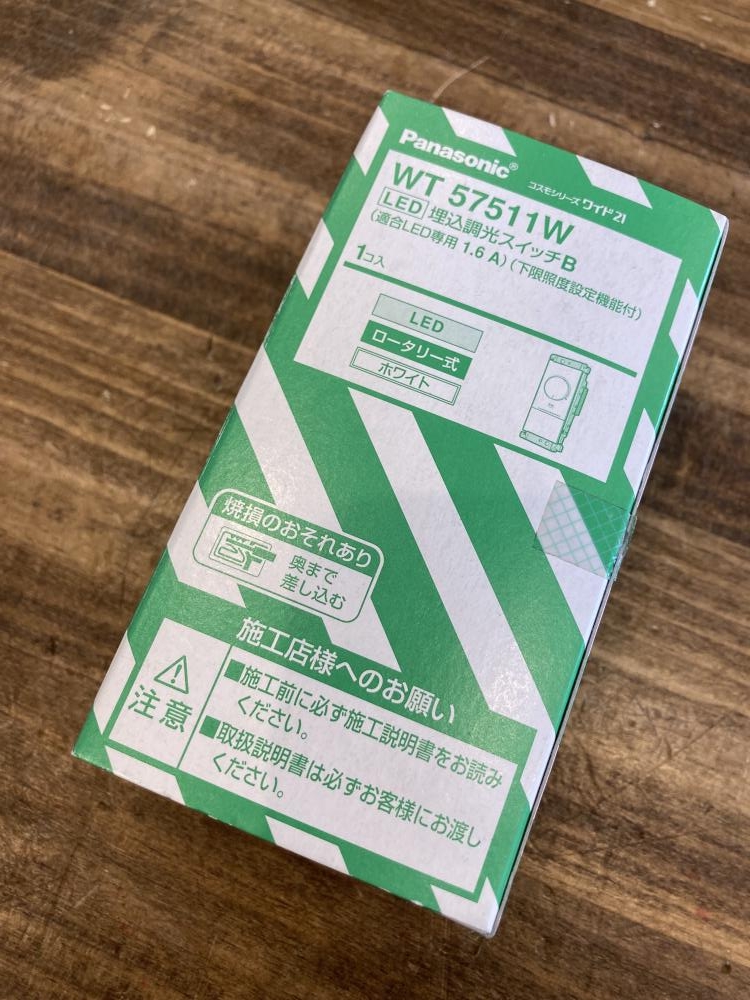 Panasonic®
コスモシリーズ ワイド21
WT 57511W
LED 埋込調光スイッチB
(適合LED専用 1.6 A) (下限照度設定機能付)
1コ入
LED
ロータリー式
ホワイト
焼損のおそれあり
奥まで
差し込む
施工店様へのお願い
注意
■施工前に必ず施工説明書をお読み
ください。
■取扱説明書は必ずお客様にお渡し
ください。